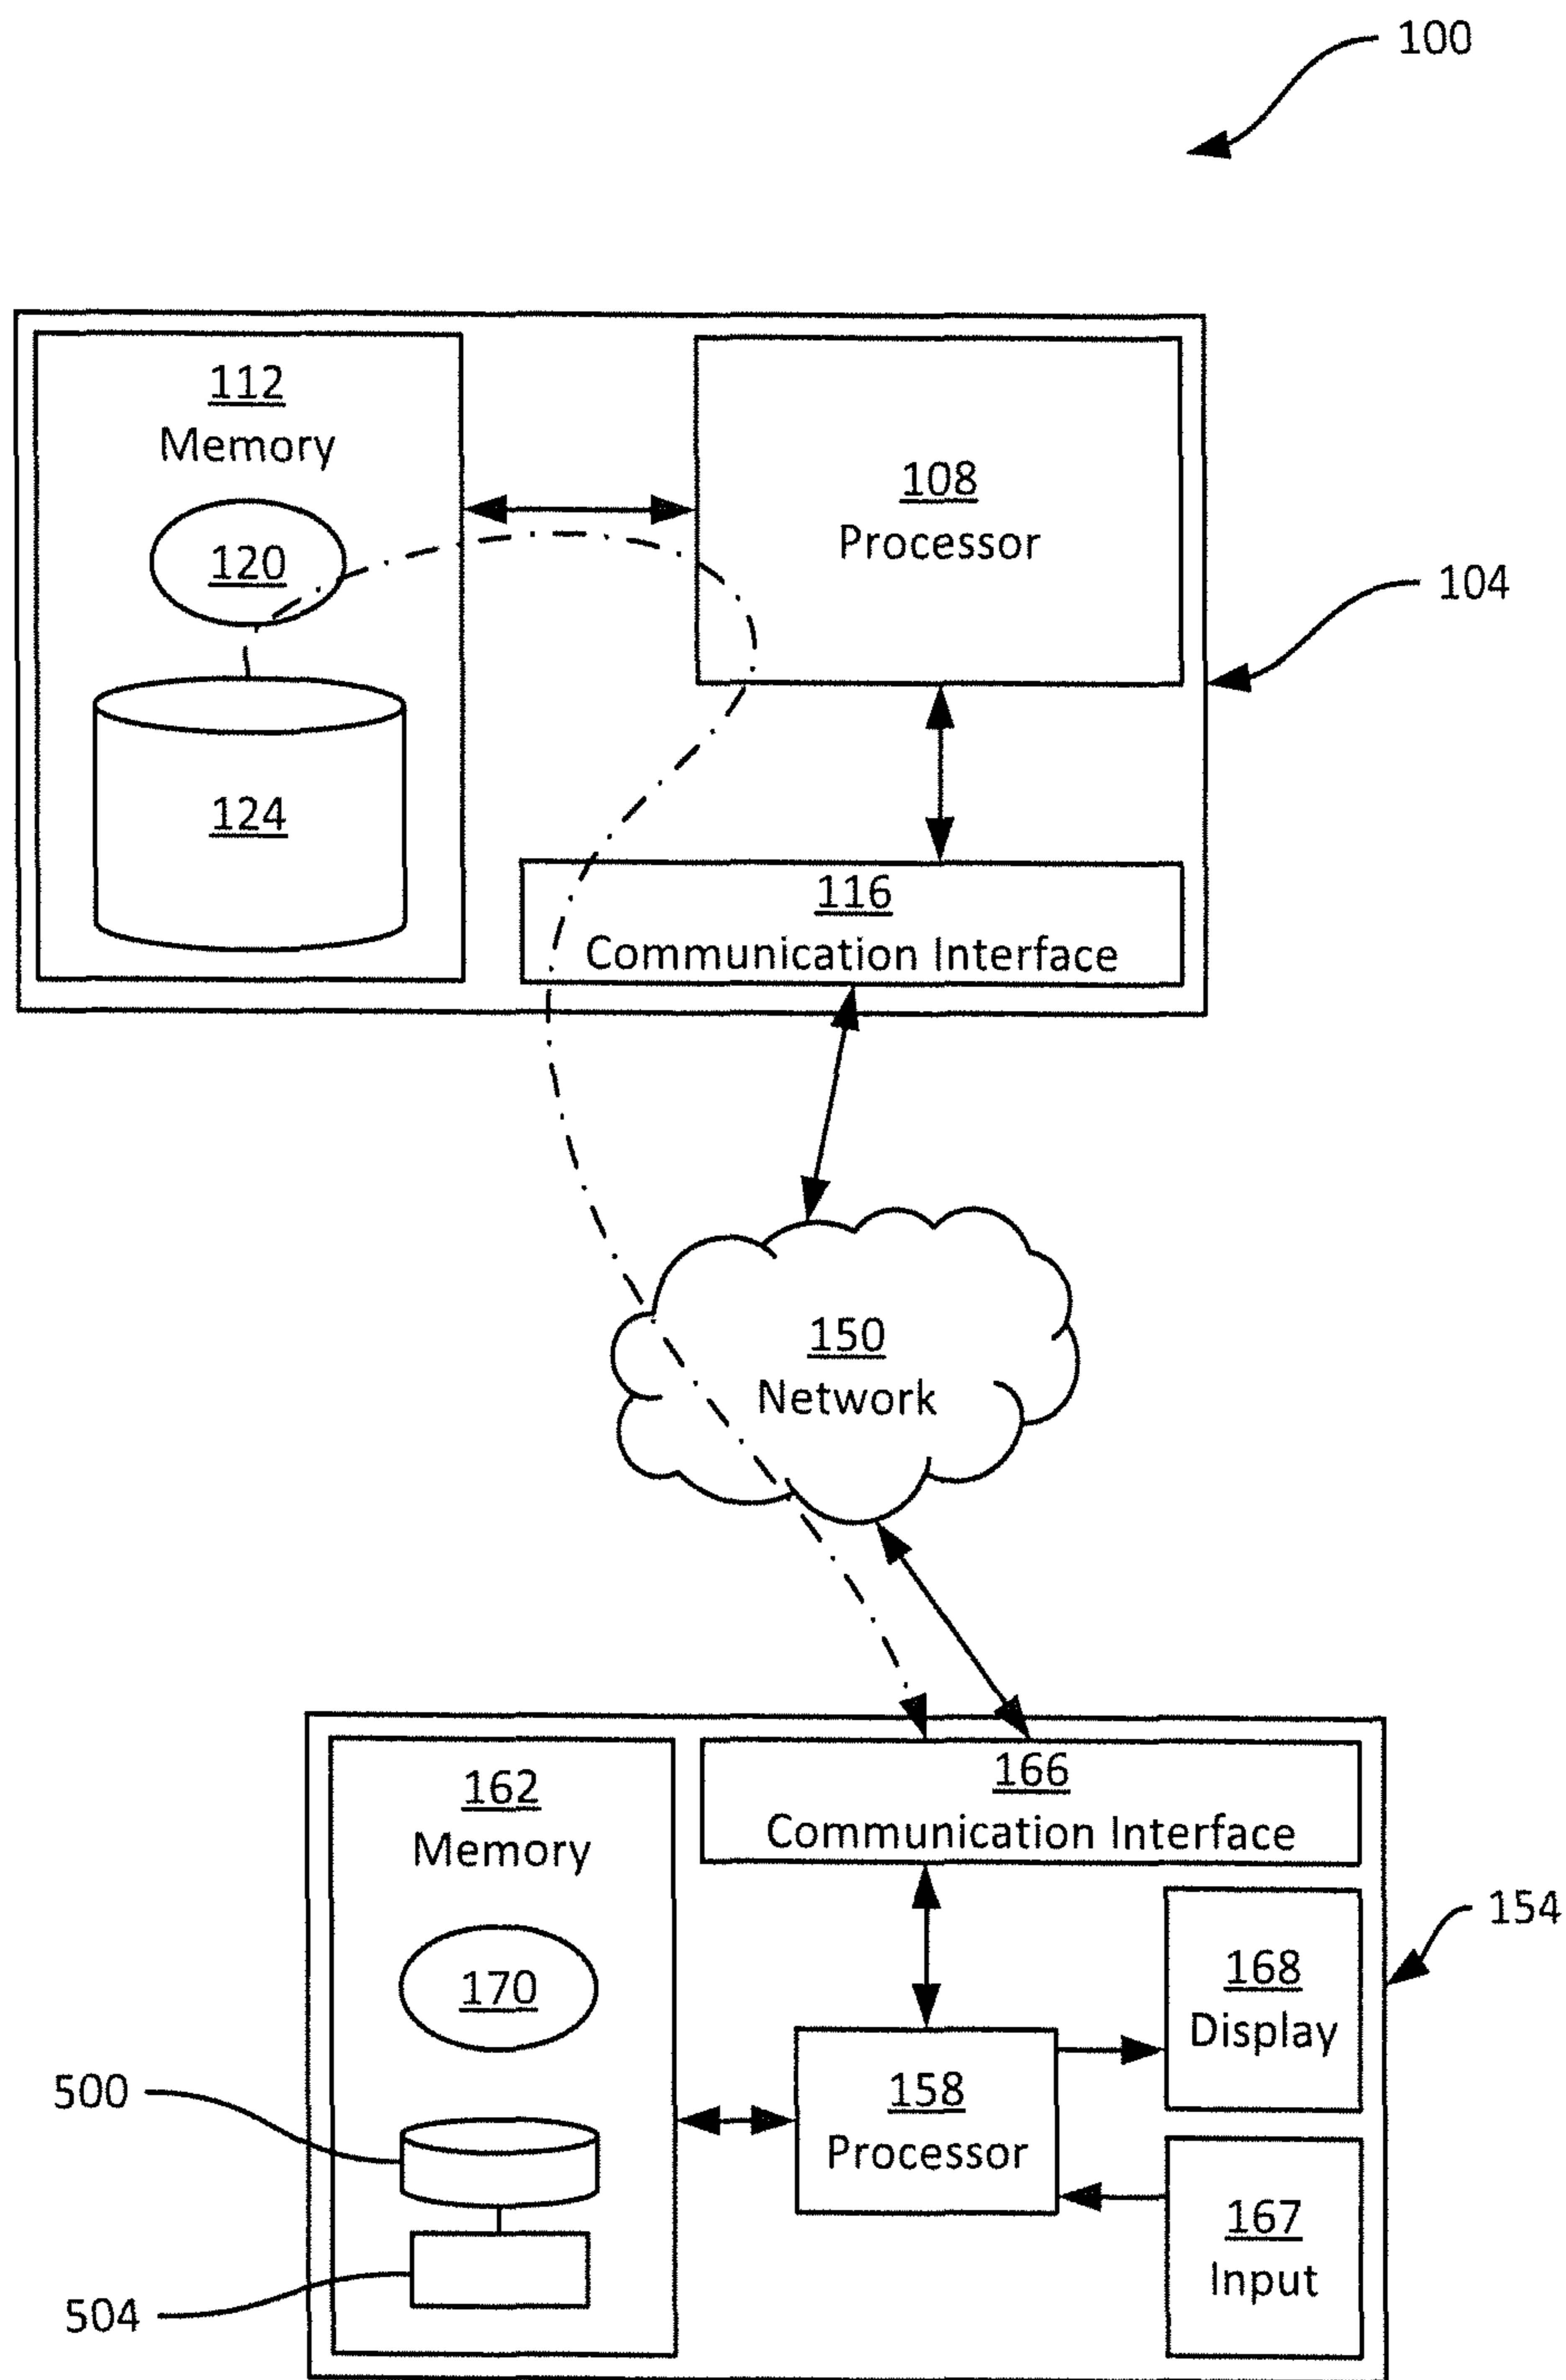 100
112
Memory
108
Processor
120
104
124
116
Communication Interface
150
Network
162
Memory
166
Communication Interface
154
168
Display
170
158
Processor
500
167
Input
504